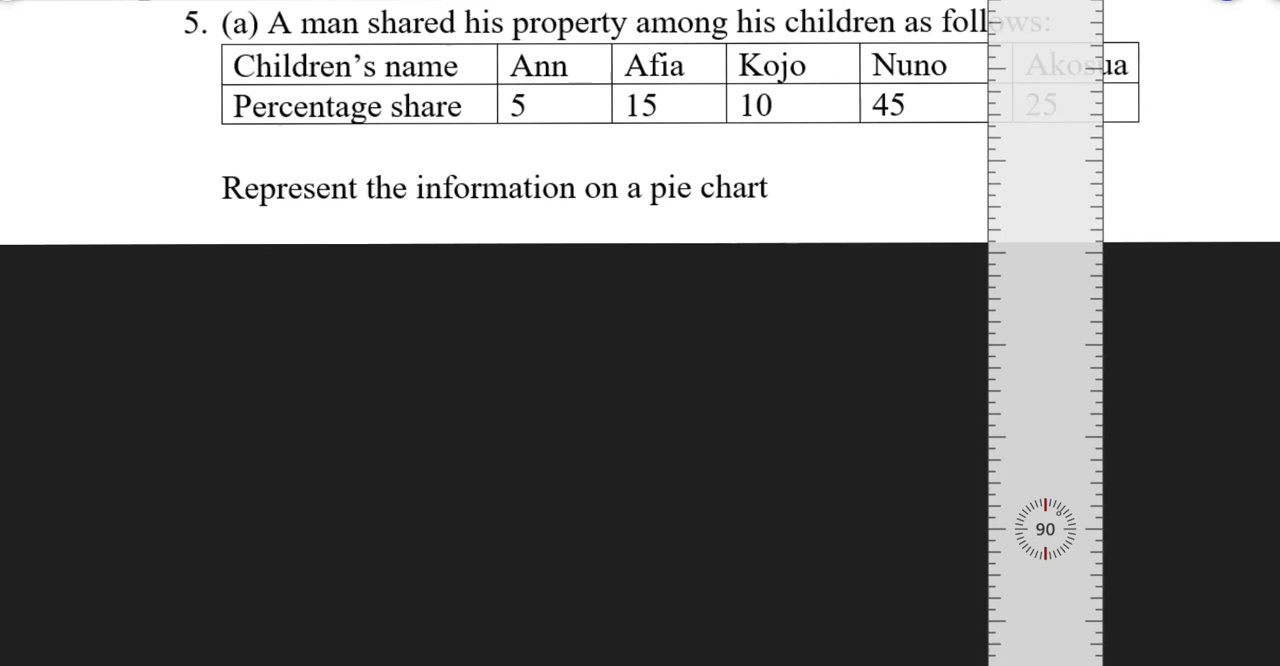 5. (a) A man shared his property among his children as follows:
Children's name Ann Afia Kojo Nuno Akosua
Percentage share 5 15 10 45 25
Represent the information on a pie chart
90